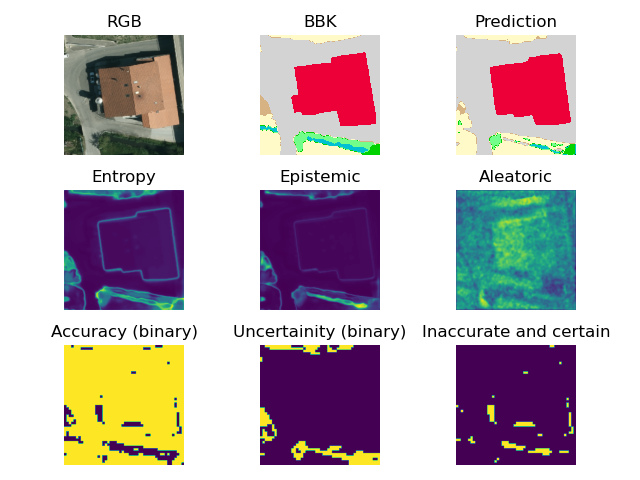 RGB
BBK
Prediction
Entropy
Epistemic
Aleatoric
Accuracy (binary)
Uncertainity (binary)
Inaccurate and certain